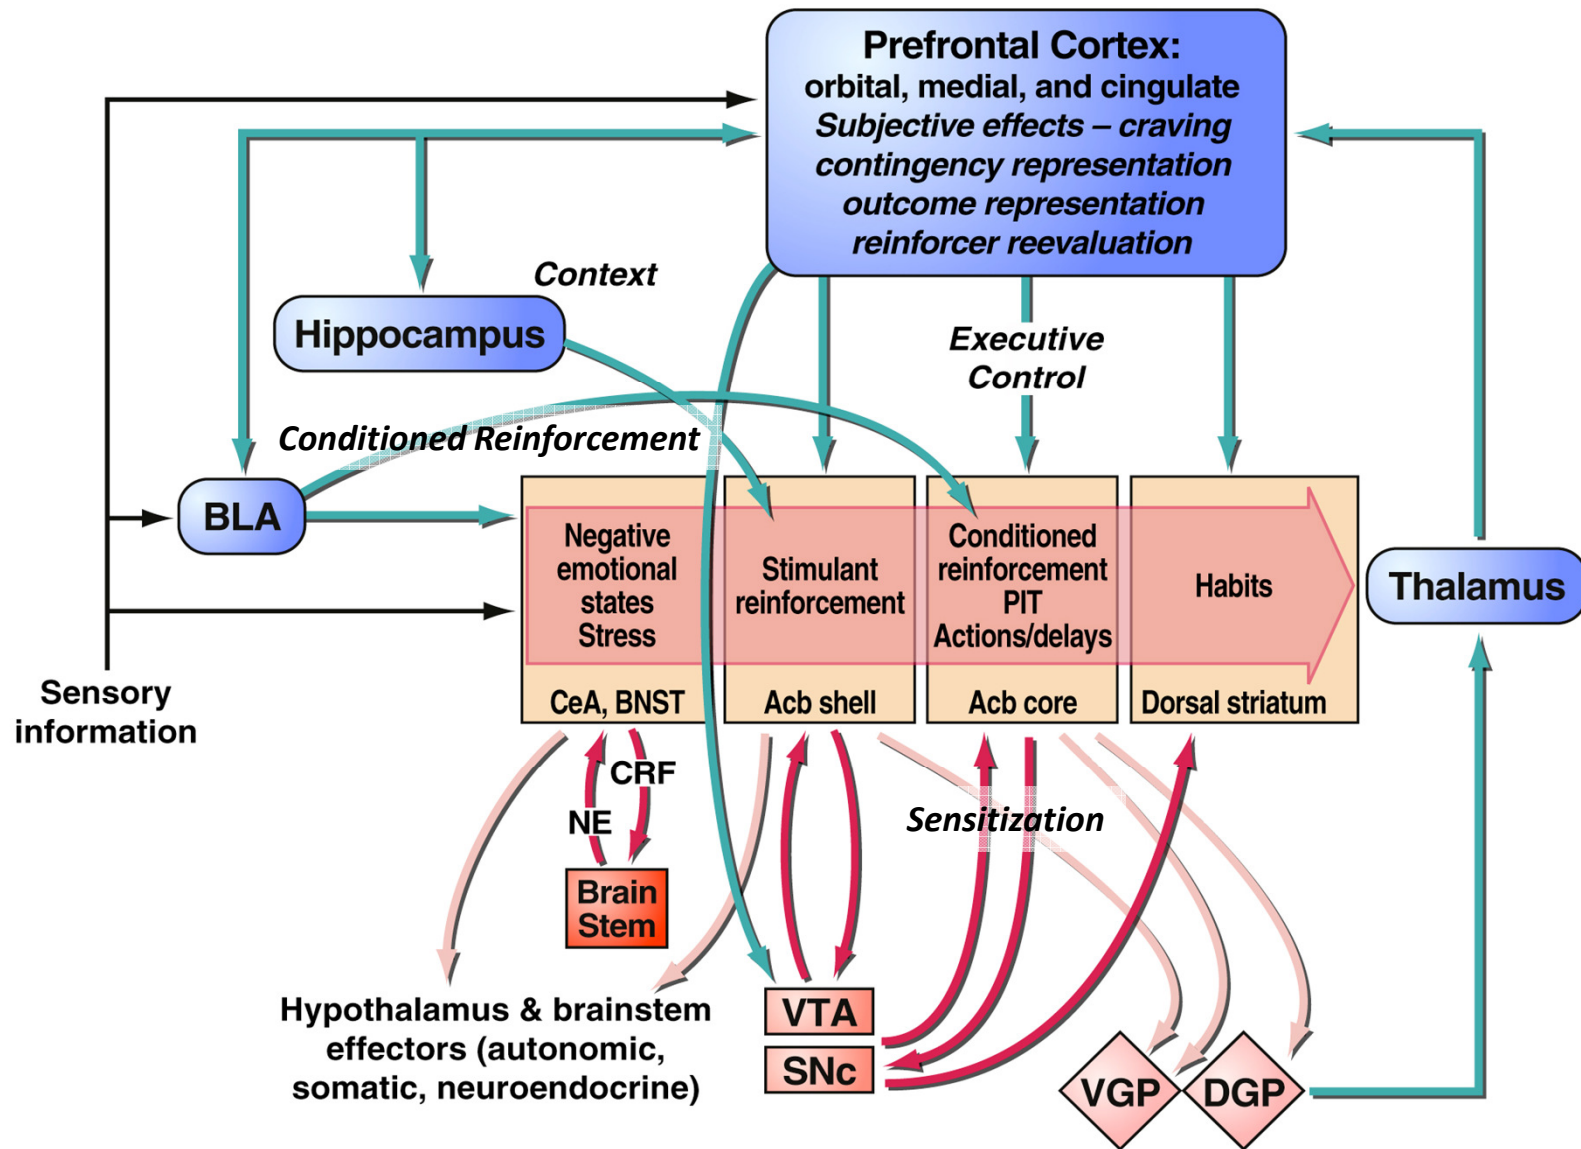 Prefrontal Cortex:
orbital, medial, and cingulate
Subjective effects – craving
contingency representation
outcome representation
reinforcer reevaluation
Context
Hippocampus
Executive
Control
Conditioned Reinforcement
BLA
Negative
emotional
states
Stress
CeA, BNST
Stimulant
reinforcement
Acb shell
Conditioned
reinforcement
PIT
Actions/delays
Acb core
Habits
Dorsal striatum
Thalamus
Sensory
information
CRF
NE
Brain
Stem
Sensitization
Hypothalamus & brainstem
effectors (autonomic,
somatic, neuroendocrine)
VTA
SNc
VGP
DGP